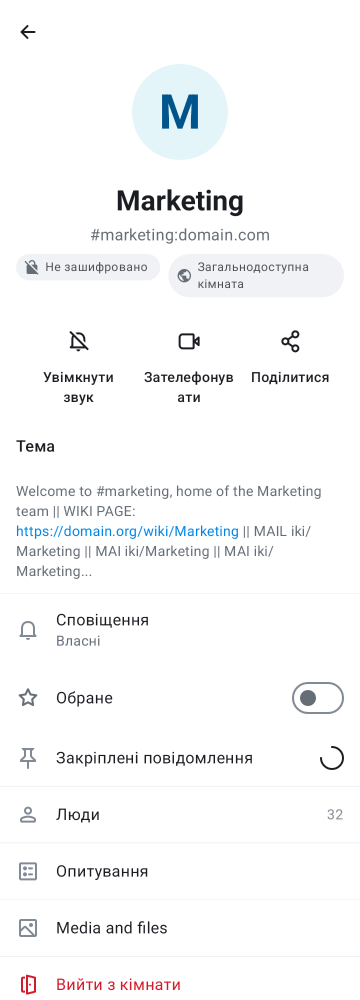 M
Marketing
#marketing:domain.com
Не зашифровано
Загальнодоступна
кімната
Увімкнути
звук
Зателефонув
ати
Поділитися
Тема
Welcome to #marketing, home of the Marketing
team || WIKI PAGE:
https://domain.org/wiki/Marketing || MAIL iki/
Marketing || MAI iki/Marketing || MAI iki/
Marketing...
Сповіщення
Власні
Обране
Закріплені повідомлення
Люди
32
Опитування
Media and files
Вийти з кімнати